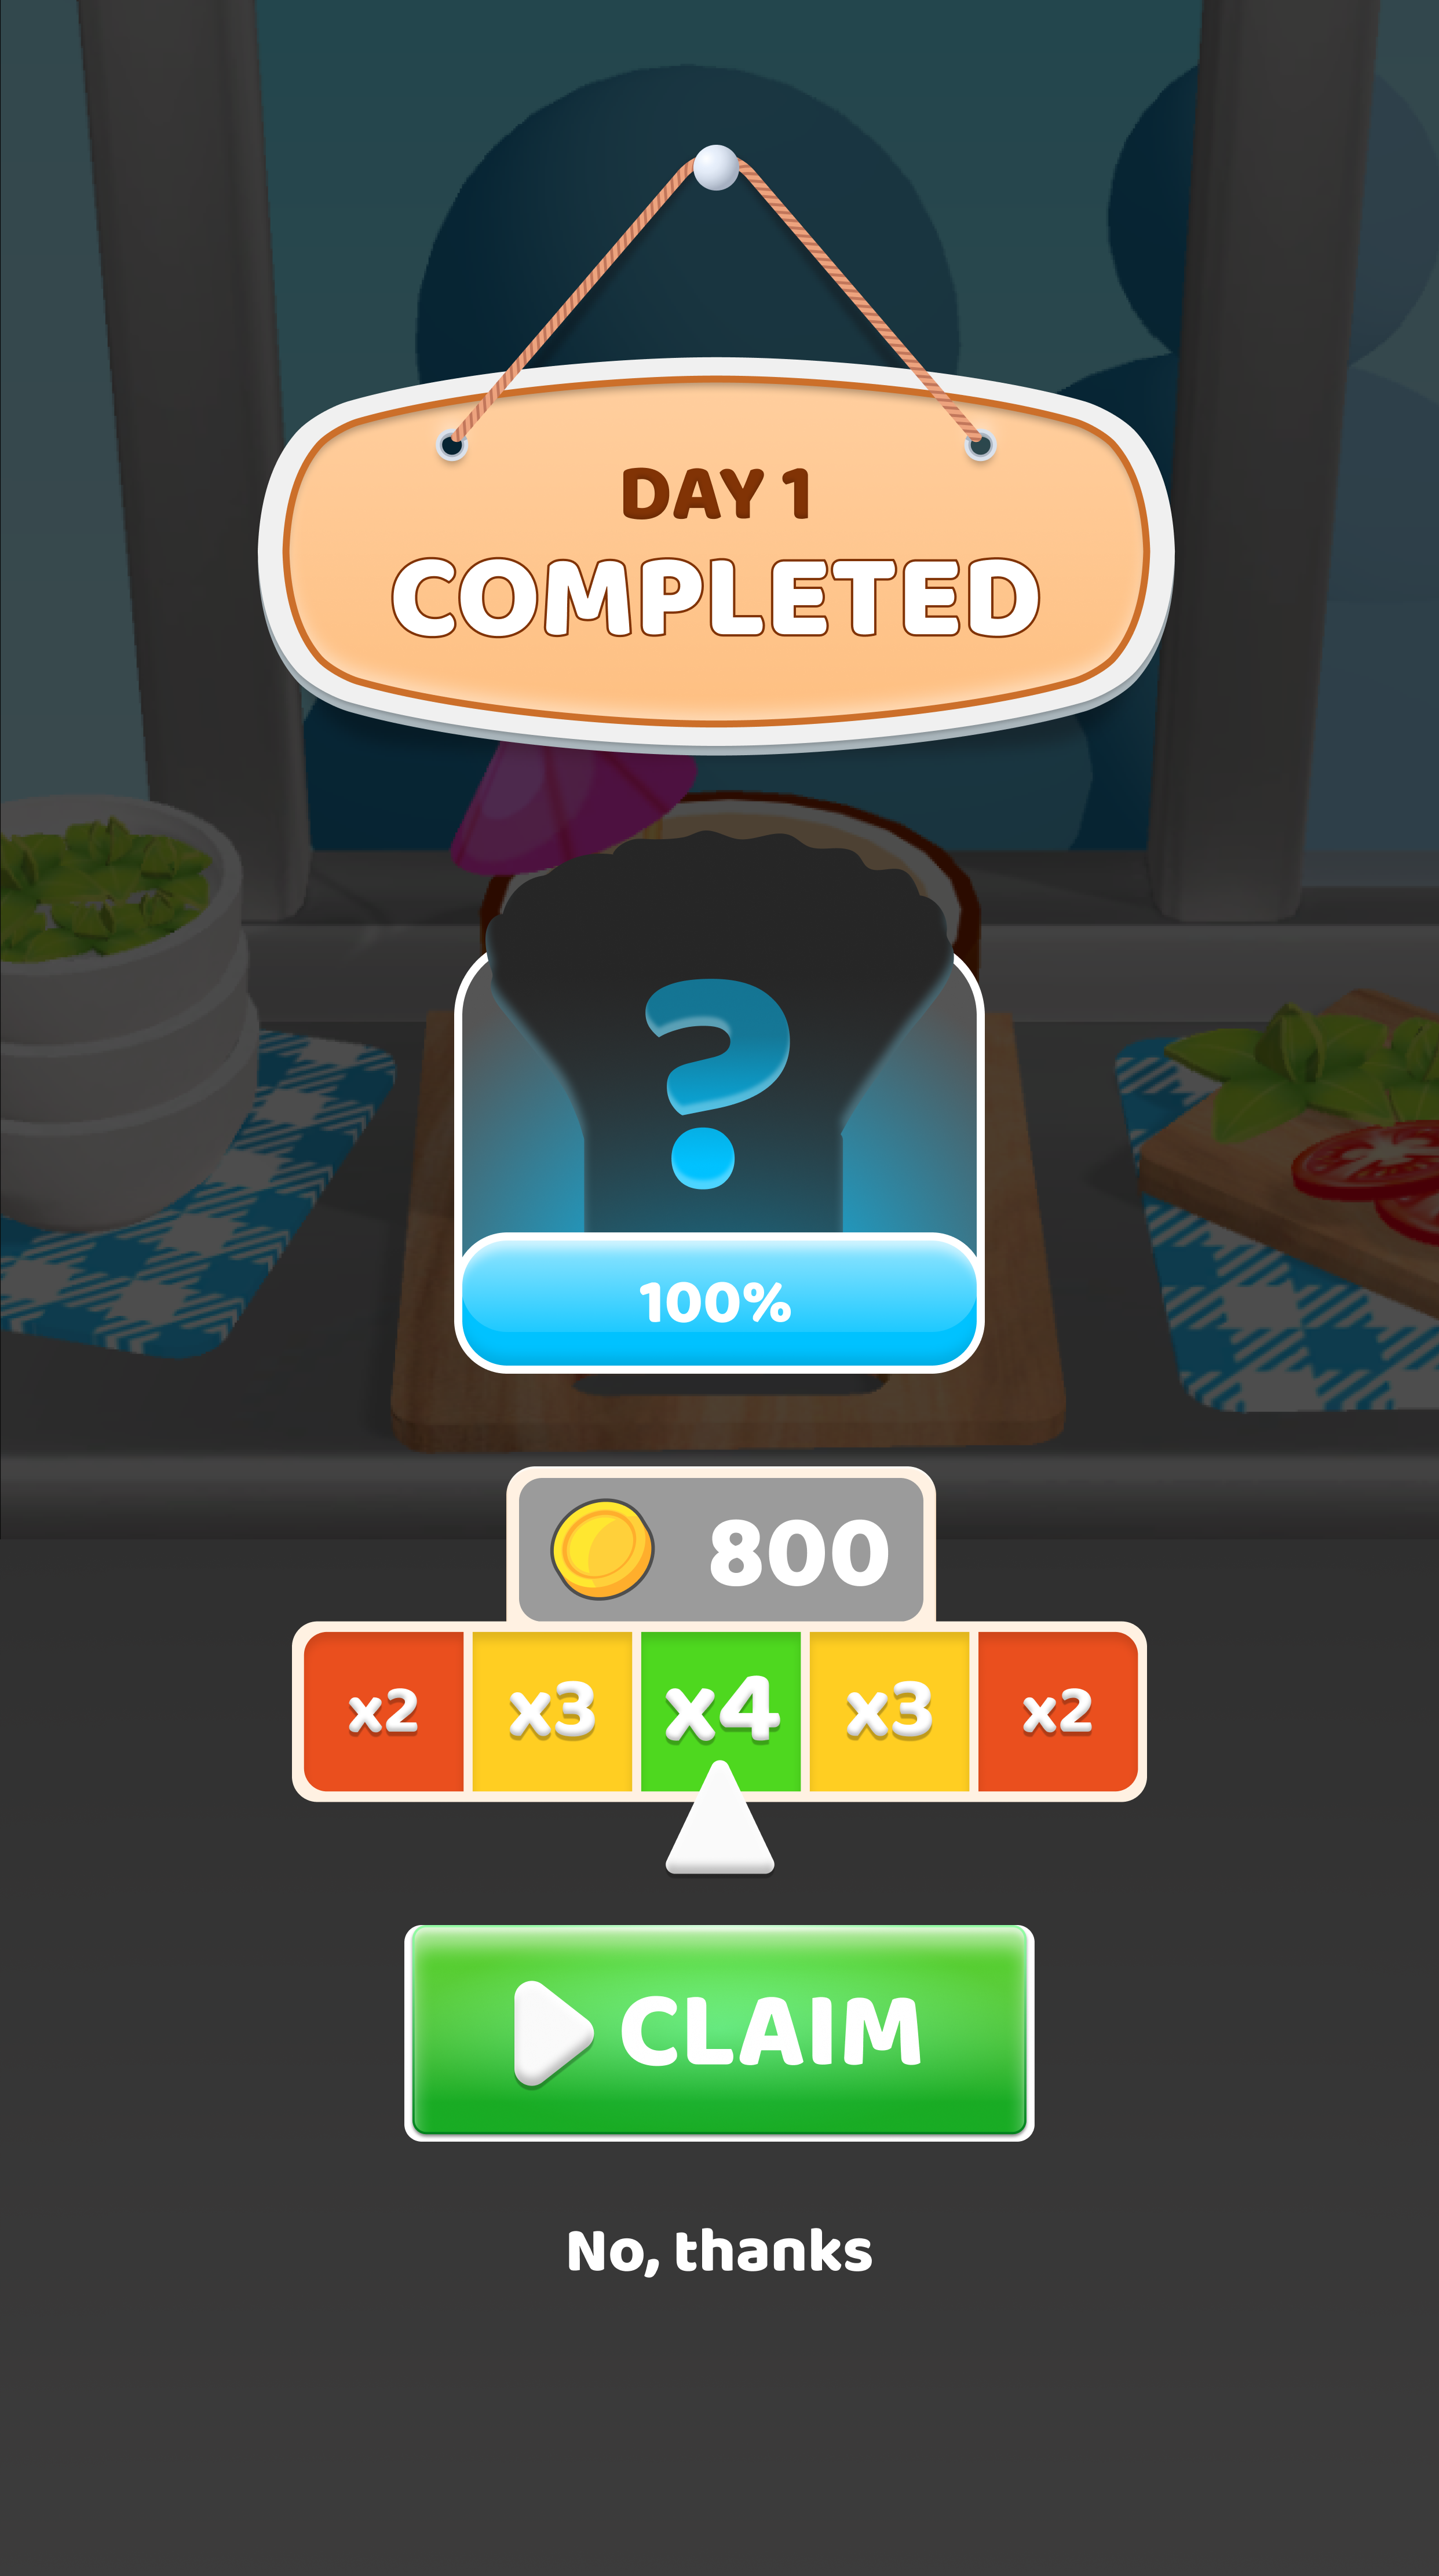 DAY 1
COMPLETED
?
100%
800
x2 x3 x4 x3 x2
CLAIM
No, thanks